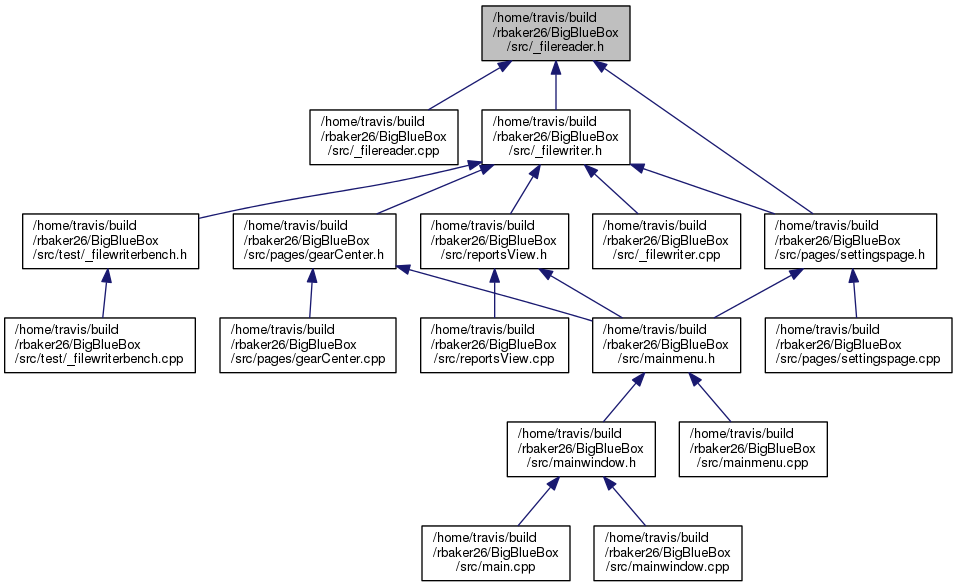 /home/travis/build
/rbaker26/BigBlueBox
/src/_filereader.h
/home/travis/build
/rbaker26/BigBlueBox
/src/_filereader.cpp
/home/travis/build
/rbaker26/BigBlueBox
/src/_filewriter.h
/home/travis/build
/rbaker26/BigBlueBox
/src/test/_filewriterbench.h
/home/travis/build
/rbaker26/BigBlueBox
/src/pages/gearCenter.h
/home/travis/build
/rbaker26/BigBlueBox
/src/reportsView.h
/home/travis/build
/rbaker26/BigBlueBox
/src/_filewriter.cpp
/home/travis/build
/rbaker26/BigBlueBox
/src/pages/settingspage.h
/home/travis/build
/rbaker26/BigBlueBox
/src/test/_filewriterbench.cpp
/home/travis/build
/rbaker26/BigBlueBox
/src/pages/gearCenter.cpp
/home/travis/build
/rbaker26/BigBlueBox
/src/reportsView.cpp
/home/travis/build
/rbaker26/BigBlueBox
/src/mainmenu.h
/home/travis/build
/rbaker26/BigBlueBox
/src/pages/settingspage.cpp
/home/travis/build
/rbaker26/BigBlueBox
/src/mainwindow.h
/home/travis/build
/rbaker26/BigBlueBox
/src/mainmenu.cpp
/home/travis/build
/rbaker26/BigBlueBox
/src/main.cpp
/home/travis/build
/rbaker26/BigBlueBox
/src/mainwindow.cpp